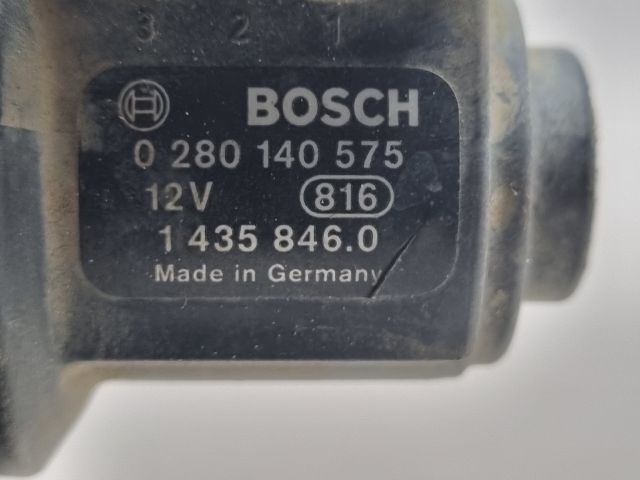 3 2 1
BOSCH
0 280 140 575
12V 816
1 435 846.0
Made in Germany